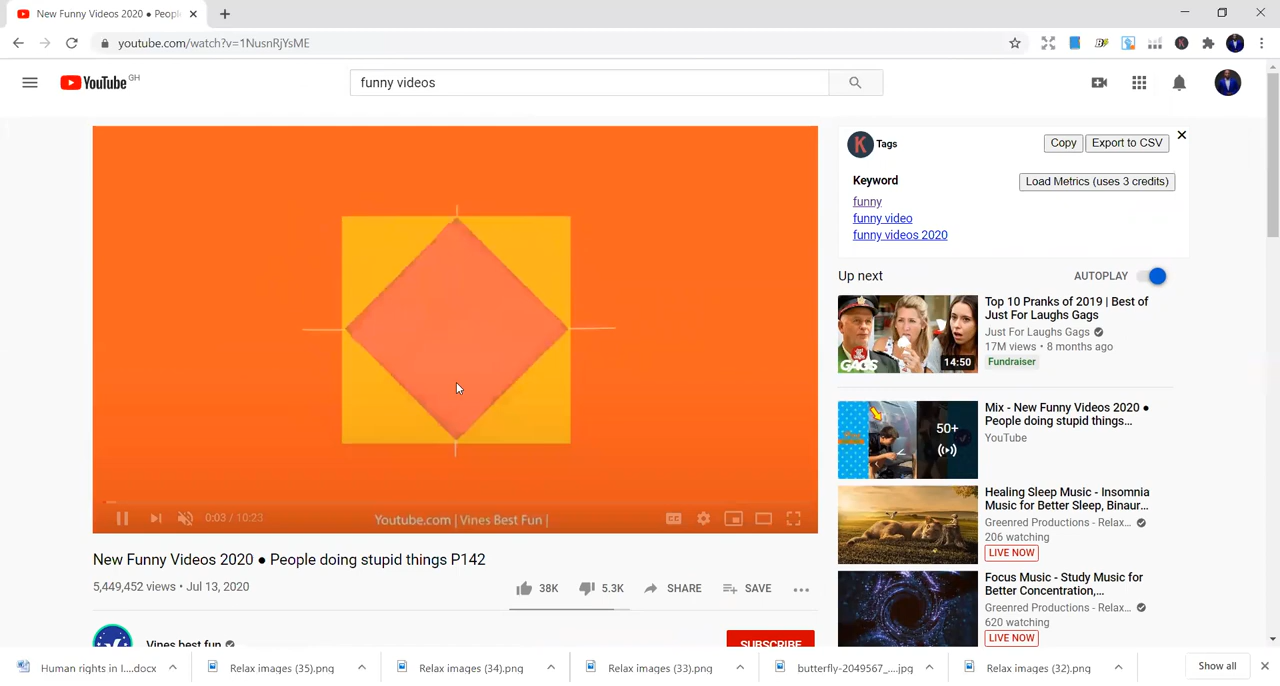 New Funny Videos 2020 ● Peopl
youtube.com/watch?v=1NusnRjYsME
YouTube GH
funny videos
K Tags
Copy
Export to CSV
Keyword
Load Metrics (uses 3 credits)
funny
funny video
funny videos 2020
Up next
AUTOPLAY
GAGS
14:50
Top 10 Pranks of 2019 | Best of
Just For Laughs Gags
Just For Laughs Gags
17M views • 8 months ago
Fundraiser
50+
Mix - New Funny Videos 2020 ●
People doing stupid things...
YouTube
Healing Sleep Music - Insomnia
Music for Better Sleep, Binaur...
Greenred Productions - Relax...
206 watching
LIVE NOW
Focus Music - Study Music for
Better Concentration,...
Greenred Productions - Relax...
620 watching
LIVE NOW
0:03 / 10:23
Youtube.com | Vines Best Fun |
CC
New Funny Videos 2020 ● People doing stupid things P142
5,449,452 views • Jul 13, 2020
38K
5.3K
SHARE
SAVE
Vines best fun
SUBSCRIBE
Human rights in I....docx
Relax images (35).png
Relax images (34).png
Relax images (33).png
butterfly-2049567_....jpg
Relax images (32).png
Show all